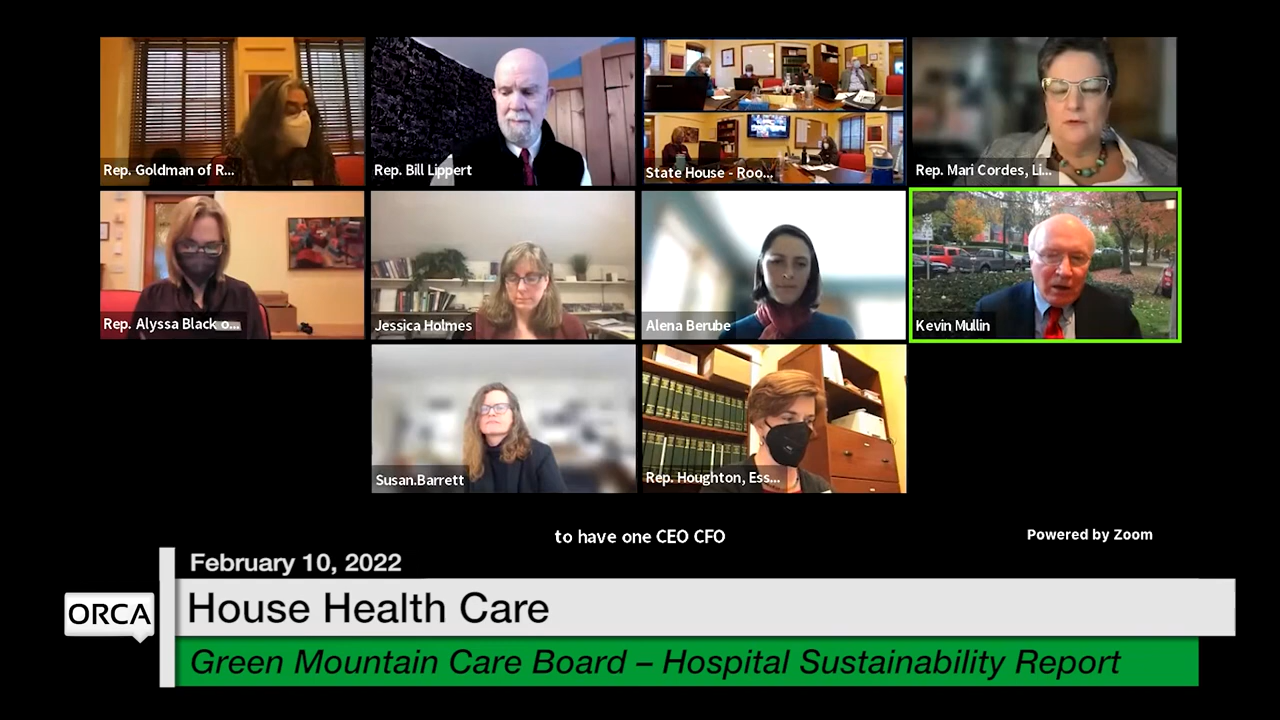 Rep. Goldman of R...
Rep. Bill Lippert
State House - Roo...
Rep. Mari Cordes, Li...
Rep. Alyssa Black o...
Jessica Holmes
Alena Berube
Kevin Mullin
Susan.Barrett
Rep. Houghton, Ess...
to have one CEO CFO
Powered by Zoom
February 10, 2022
ORCA
House Health Care
Green Mountain Care Board – Hospital Sustainability Report